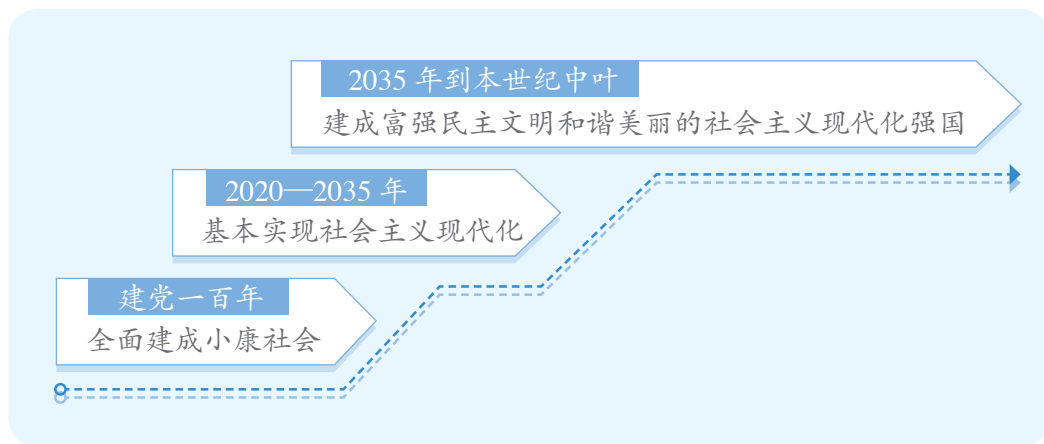 2035 年到本世纪中叶
建成富强民主文明和谐美丽的社会主义现代化强国
2020—2035 年
基本实现社会主义现代化
建党一百年
全面建成小康社会